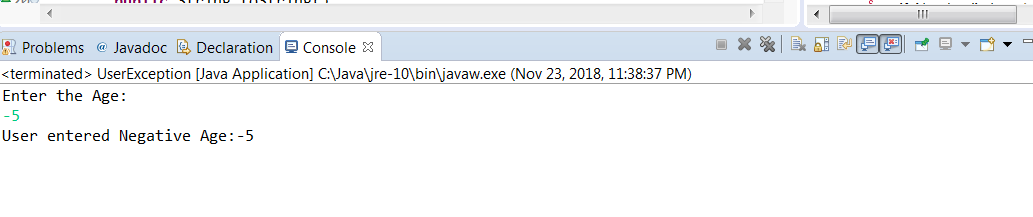 Problems @ Javadoc Declaration Console
<terminated> UserException [Java Application] C:\Java\jre-10\bin\javaw.exe (Nov 23, 2018, 11:38:37 PM)
Enter the Age:
-5
User entered Negative Age:-5